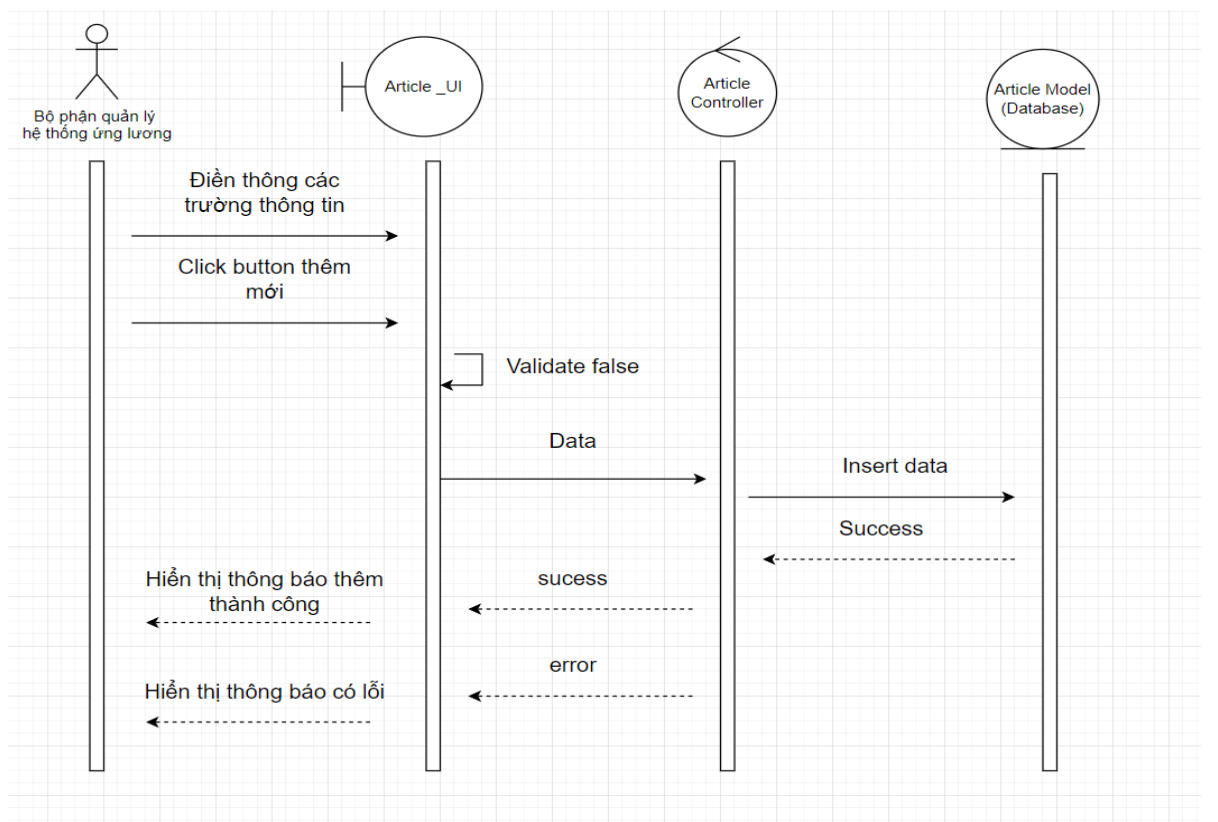 Bộ phận quản lý
hệ thống ứng lương
Article _UI
Article
Controller
Article Model
(Database)
Điền thông các
trường thông tin
Click button thêm
mới
Validate false
Data
Insert data
Success
Hiển thị thông báo thêm
thành công
sucess
error
Hiển thị thông báo có lỗi